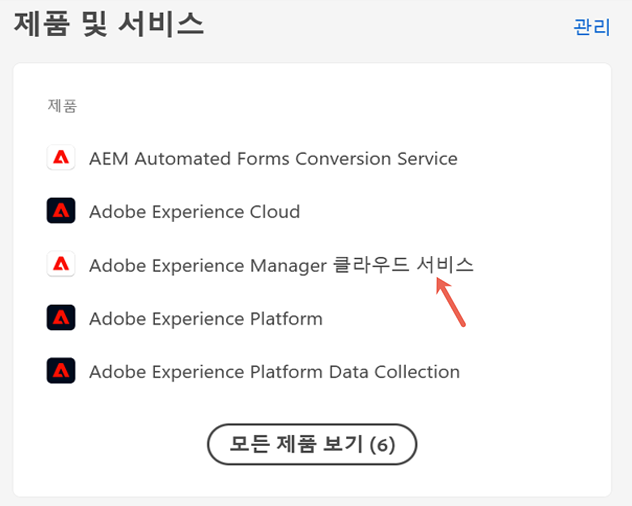 제품 및 서비스
관리
제품
AEM Automated Forms Conversion Service
Adobe Experience Cloud
Adobe Experience Manager 클라우드 서비스
Adobe Experience Platform
Adobe Experience Platform Data Collection
모든 제품 보기 (6)